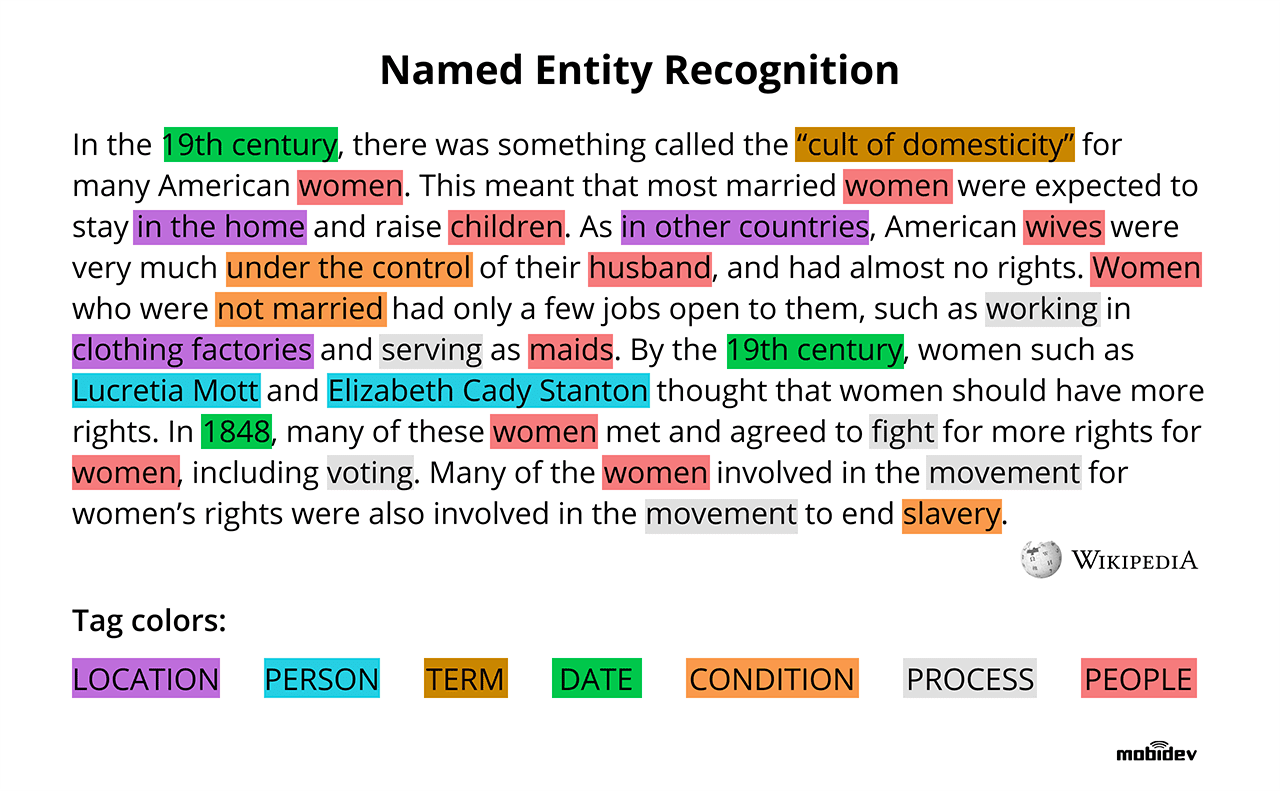 Named Entity Recognition
In the 19th century, there was something called the “cult of domesticity” for
many American women. This meant that most married women were expected to
stay in the home and raise children. As in other countries, American wives were
very much under the control of their husband, and had almost no rights. Women
who were not married had only a few jobs open to them, such as working in
clothing factories and serving as maids. By the 19th century, women such as
Lucretia Mott and Elizabeth Cady Stanton thought that women should have more
rights. In 1848, many of these women met and agreed to fight for more rights for
women, including voting. Many of the women involved in the movement for
women’s rights were also involved in the movement to end slavery.
WIKIPEDIA
Tag colors:
LOCATION PERSON TERM DATE CONDITION PROCESS PEOPLE
mobidev